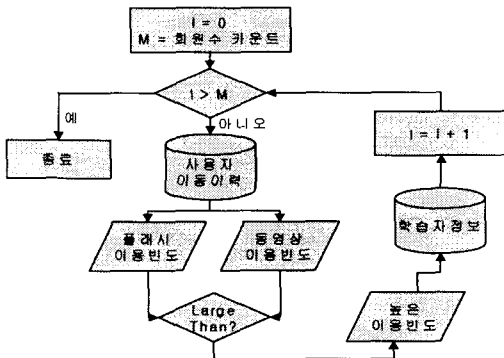 I = 0
M = 회원수 카운트
I > M
예
아니오
종료
사용자
이동이력
I = I + 1
플래시
이용빈도
동영상
이용빈도
학습자정보
Large
Than?
높은
이용빈도